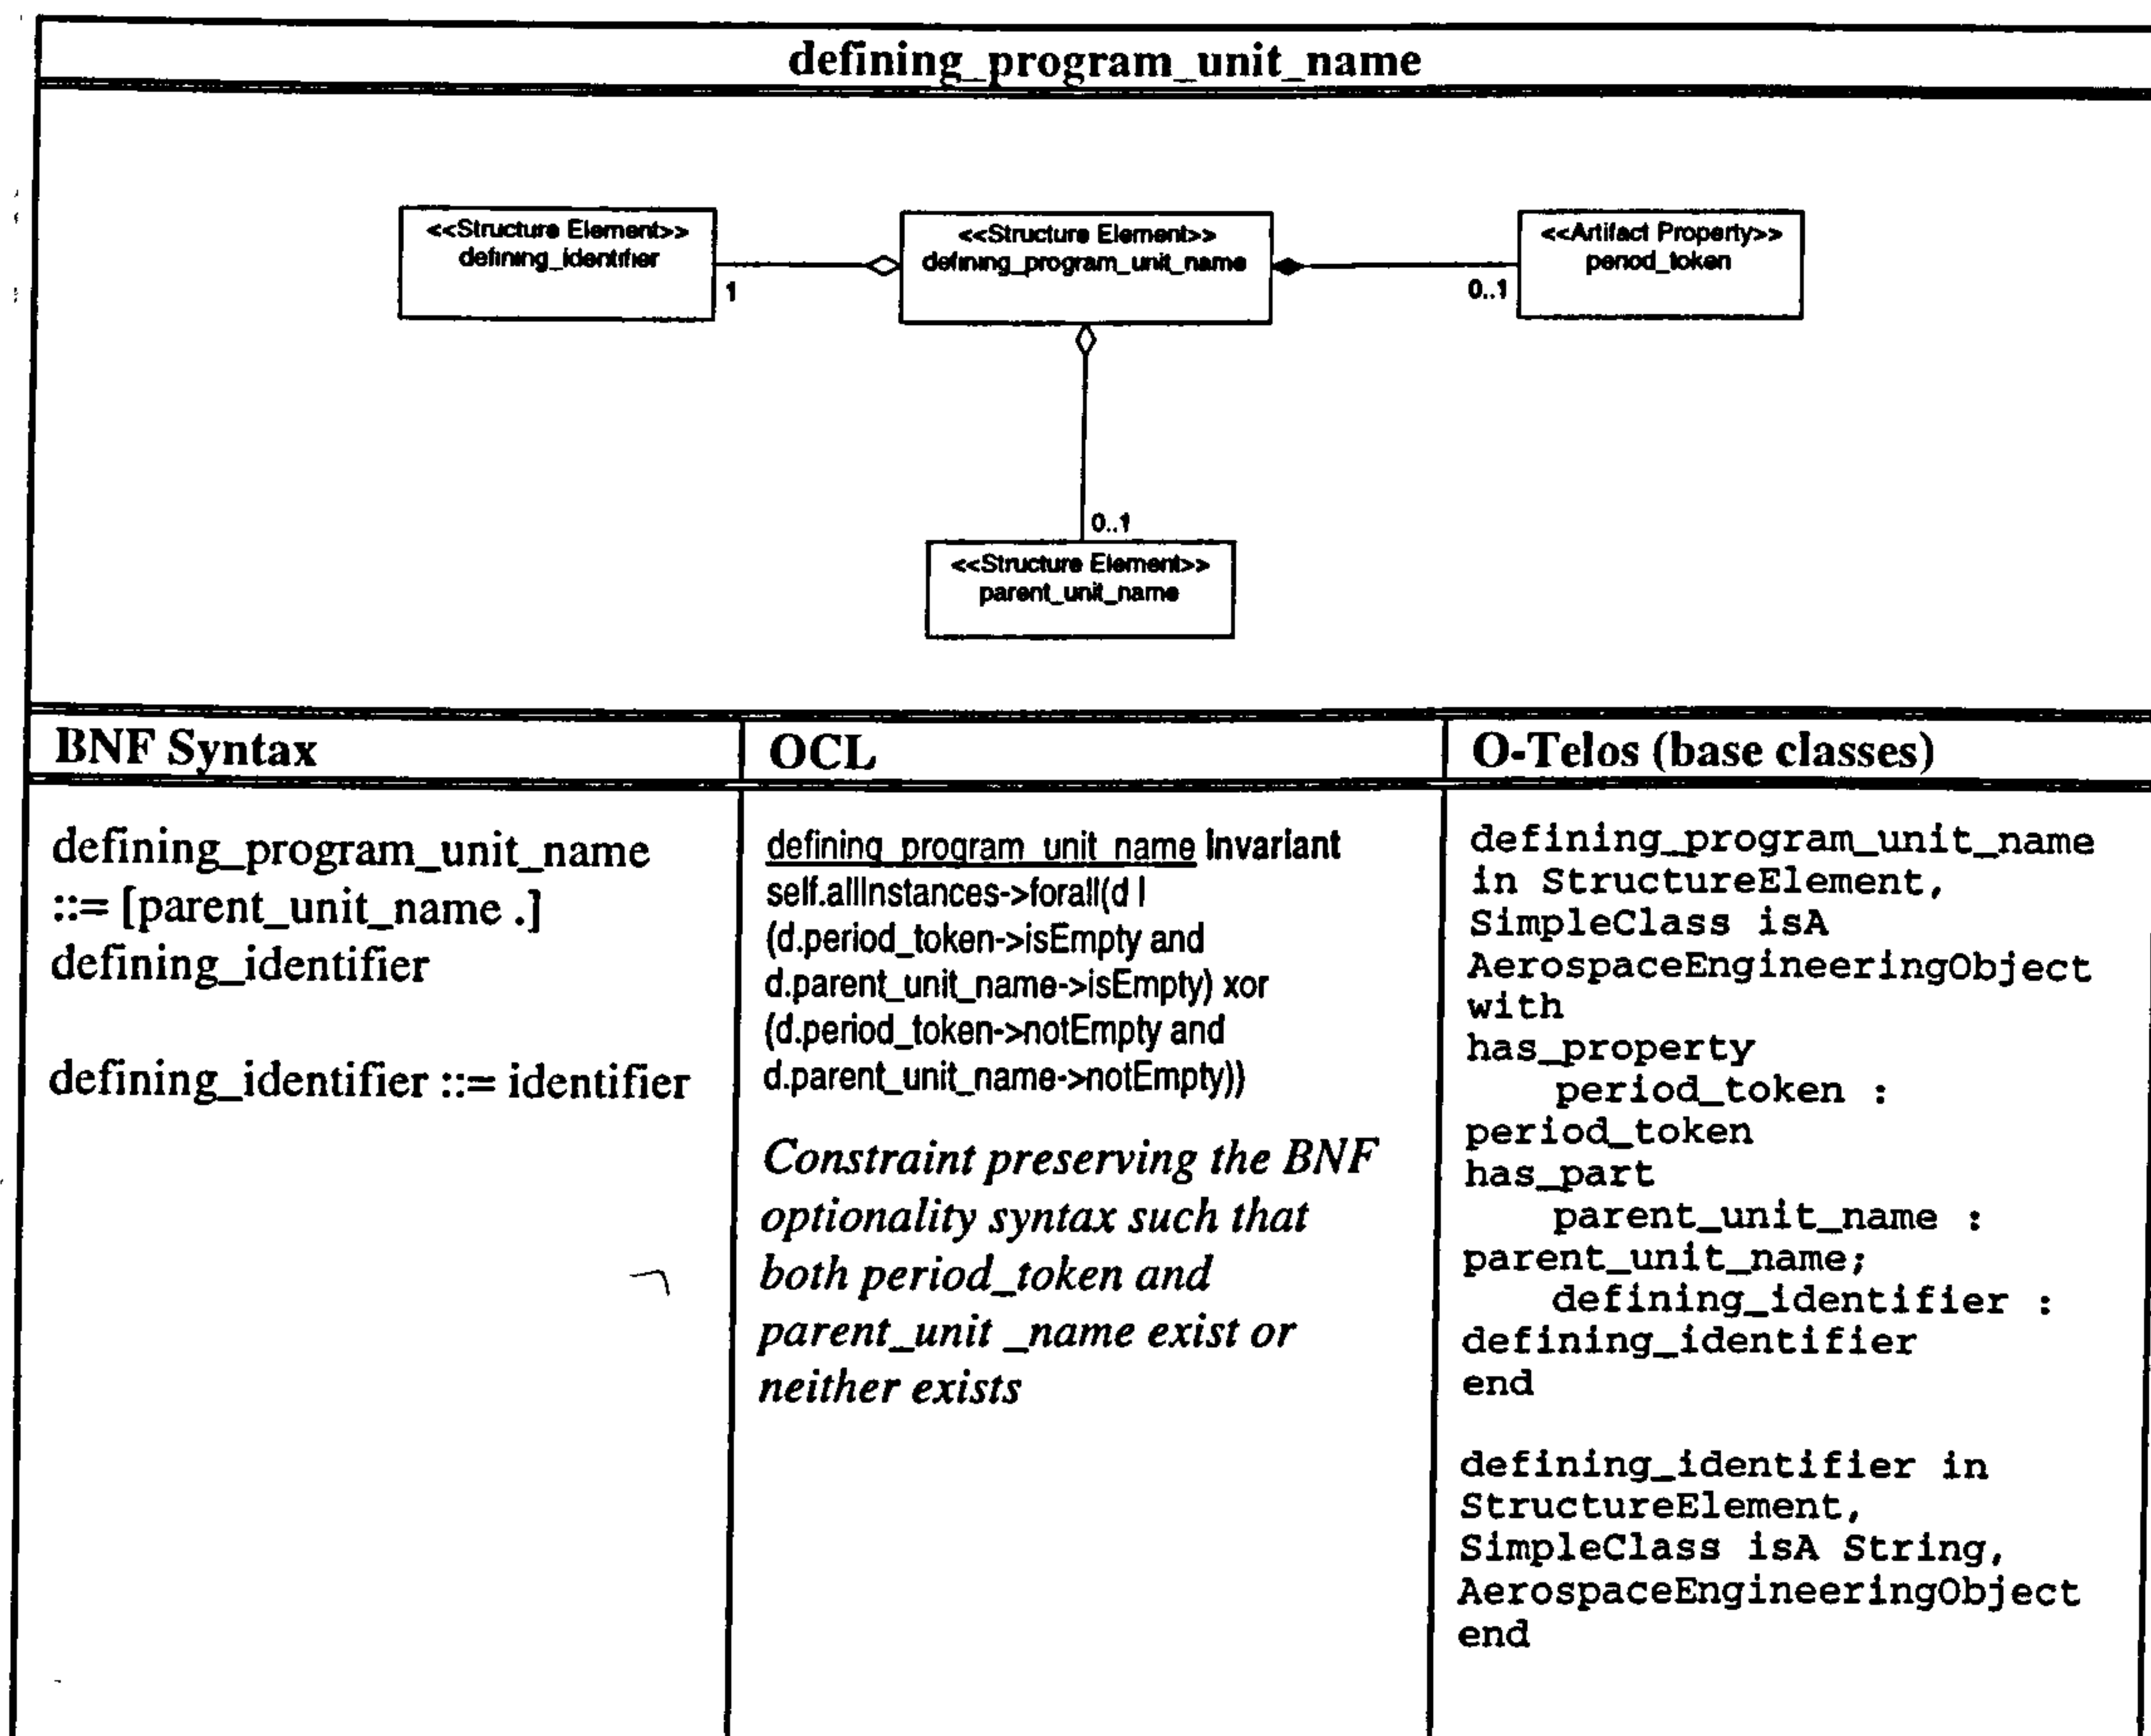 defining_program_unit_name
<<Structure Element>>
defining_identifier
1
<<Structure Element>>
defining_program_unit_name
<<Artifact Property>>
period_token
0..1
0..1
<<Structure Element>>
parent_unit_name
BNF Syntax
defining_program_unit_name
::= [parent_unit_name .]
defining_identifier
defining_identifier ::= identifier
OCL
defining_program_unit_name Invariant
self.allInstances->forall(d |
(d.period_token->isEmpty and
d.parent_unit_name->isEmpty) xor
(d.period_token->notEmpty and
d.parent_unit_name->notEmpty))
Constraint preserving the BNF
optionality syntax such that
both period_token and
parent_unit _name exist or
neither exists
O-Telos (base classes)
defining_program_unit_name
in StructureElement,
SimpleClass isA
AerospaceEngineeringObject
with
has_property
period_token :
period_token
has_part
parent_unit_name :
parent_unit_name;
defining_identifier :
defining_identifier
end
defining_identifier in
StructureElement,
SimpleClass isA String,
AerospaceEngineeringObject
end